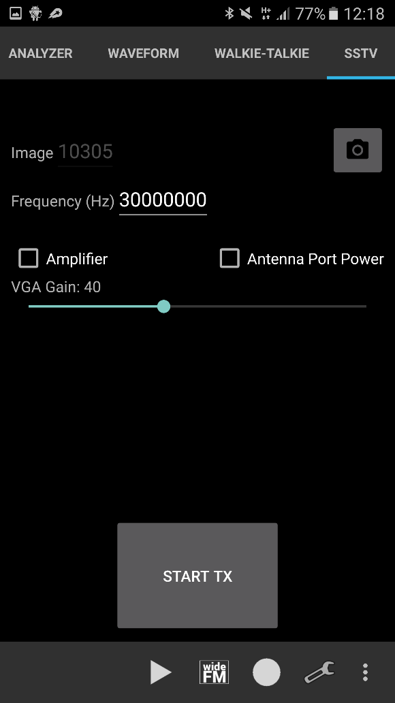 H+ 77% 12:18
ANALYZER WAVEFORM WALKIE-TALKIE SSTV
Image 10305
Frequency (Hz) 30000000
Amplifier Antenna Port Power
VGA Gain: 40
START TX
wide
FM